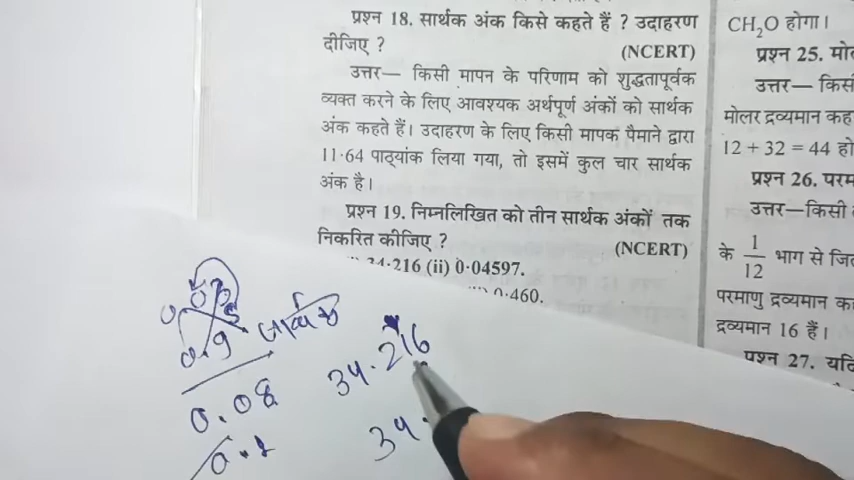 प्रश्न 18. सार्थक अंक किसे कहते हैं ? उदाहरण
दीजिए ? (NCERT)
उत्तर— किसी मापन के परिणाम को शुद्धतापूर्वक
व्यक्त करने के लिए आवश्यक अर्थपूर्ण अंकों को सार्थक
अंक कहते हैं। उदाहरण के लिए किसी मापक पैमाने द्वारा
11·64 पाठ्यांक लिया गया, तो इसमें कुल चार सार्थक
अंक है।
प्रश्न 19. निम्नलिखित को तीन सार्थक अंकों तक
निकरित कीजिए ? (NCERT)
34·216 (ii) 0·04597.
0·460.
CH₂O होगा।
प्रश्न 25.
उत्तर—
मोलर द्रव्यमान
12 + 32 = 44
प्रश्न 26.
उत्तर—किसी
के 1/12 भाग से
परमाणु द्रव्यमान
द्रव्यमान 16 हैं।
प्रश्न 27. यदि
0.9
0.08
34.216
34.